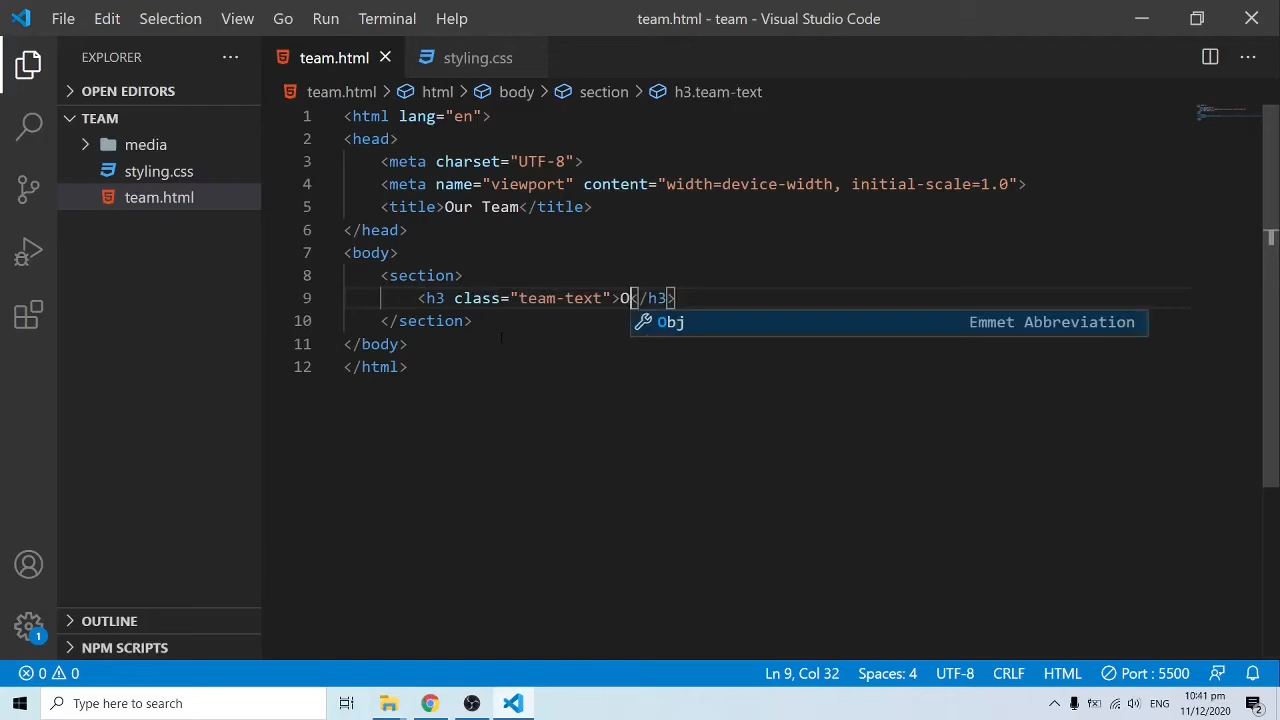 File Edit Selection View Go Run Terminal Help team.html - team - Visual Studio Code
EXPLORER
team.html styling.css
OPEN EDITORS
team.html > html > body > section > h3.team-text
TEAM
media
styling.css
team.html
1 <html lang="en">
2 <head>
3 <meta charset="UTF-8">
4 <meta name="viewport" content="width=device-width, initial-scale=1.0">
5 <title>Our Team</title>
6 </head>
7 <body>
8 <section>
9 <h3 class="team-text">O</h3>
Obj Emmet Abbreviation
10 </section>
11 </body>
12 </html>
1
OUTLINE
NPM SCRIPTS
0 0 Ln 9, Col 32 Spaces: 4 UTF-8 CRLF HTML Port : 5500
Type here to search
ENG
10:41 pm
11/12/2020
2